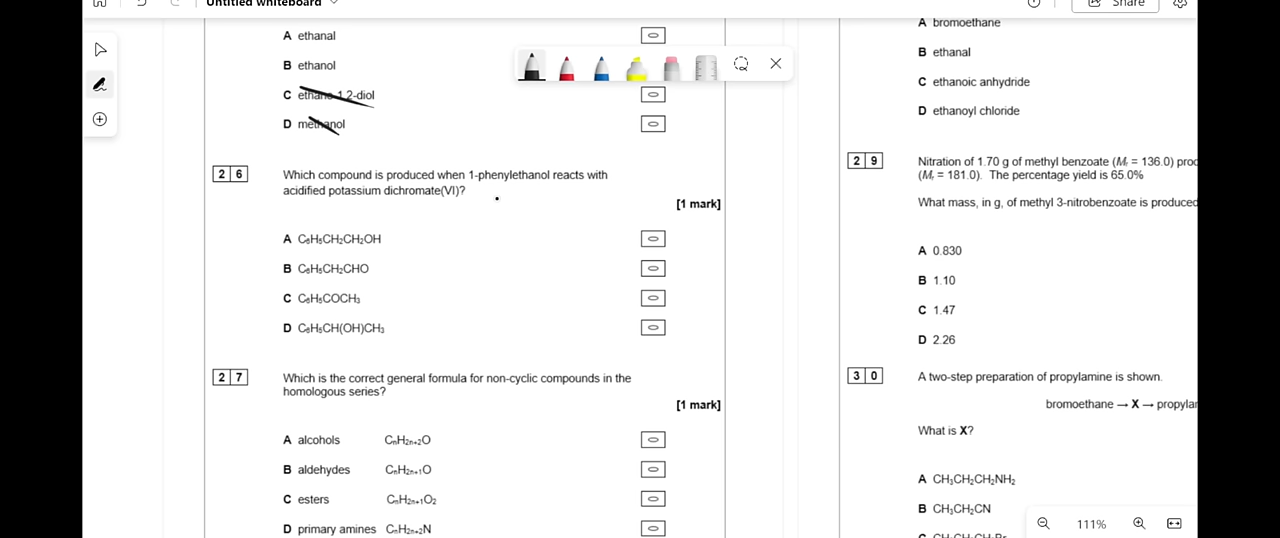 Untitled whiteboard
Share
A ethanal
B ethanol
C ethane-1,2-diol
D methanol
2 6 Which compound is produced when 1-phenylethanol reacts with
acidified potassium dichromate(VI)?
[1 mark]
A C₆H₅CH₂CH₂OH
B C₆H₅CH₂CHO
C C₆H₅COCH₃
D C₆H₅CH(OH)CH₃
2 7 Which is the correct general formula for non-cyclic compounds in the
homologous series?
[1 mark]
A alcohols CₙH₂ₙ₊₂O
B aldehydes CₙH₂ₙ₊₁O
C esters CₙH₂ₙ₊₁O₂
D primary amines CₙH₂ₙ₊₂N
A bromoethane
B ethanal
C ethanoic anhydride
D ethanoyl chloride
2 9 Nitration of 1.70 g of methyl benzoate (Mᵣ = 136.0) proc
(Mᵣ = 181.0). The percentage yield is 65.0%
What mass, in g, of methyl 3-nitrobenzoate is produced
A 0.830
B 1.10
C 1.47
D 2.26
3 0 A two-step preparation of propylamine is shown.
bromoethane → X → propylar
What is X?
A CH₃CH₂CH₂NH₂
B CH₃CH₂CN
111%